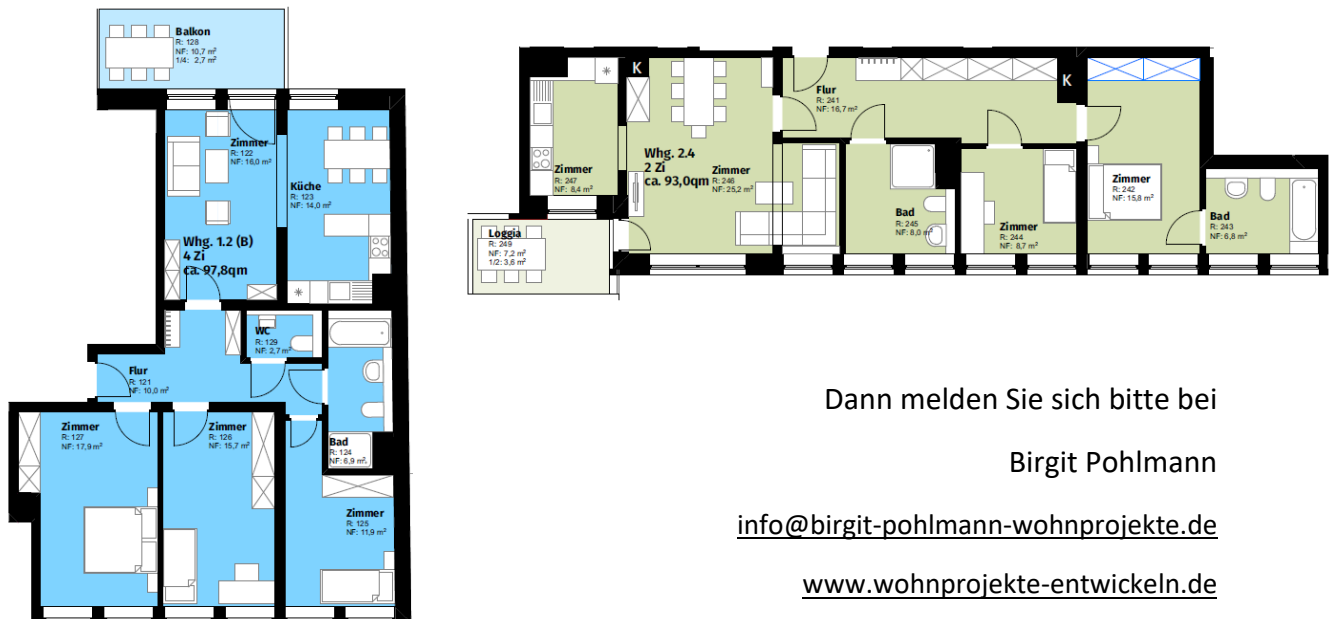 Balkon
R: 128
NF: 10,7 m²
1/4: 2,7 m²
Zimmer
R: 122
NF: 16,0 m²
Küche
R: 123
NF: 14,0 m²
Whg. 1.2 (B)
4 Zi
ca. 97,8qm
WC
R: 129
NF: 2,7 m²
Flur
R: 121
NF: 10,0 m²
Zimmer
R: 127
NF: 17,9 m²
Zimmer
R: 126
NF: 15,7 m²
Bad
R: 124
NF: 6,9 m²
Zimmer
R: 125
NF: 11,9 m²
K
Flur
R: 241
NF: 16,7 m²
K
Zimmer
R: 247
NF: 8,4 m²
Whg. 2.4
2 Zi
ca. 93,0qm
Zimmer
R: 246
NF: 25,2 m²
Bad
R: 245
NF: 8,0 m²
Zimmer
R: 244
NF: 8,7 m²
Zimmer
R: 242
NF: 15,8 m²
Bad
R: 243
NF: 6,8 m²
Loggia
R: 249
NF: 7,2 m²
1/2: 3,6 m²
Dann melden Sie sich bitte bei
Birgit Pohlmann
info@birgit-pohlmann-wohnprojekte.de
www.wohnprojekte-entwickeln.de